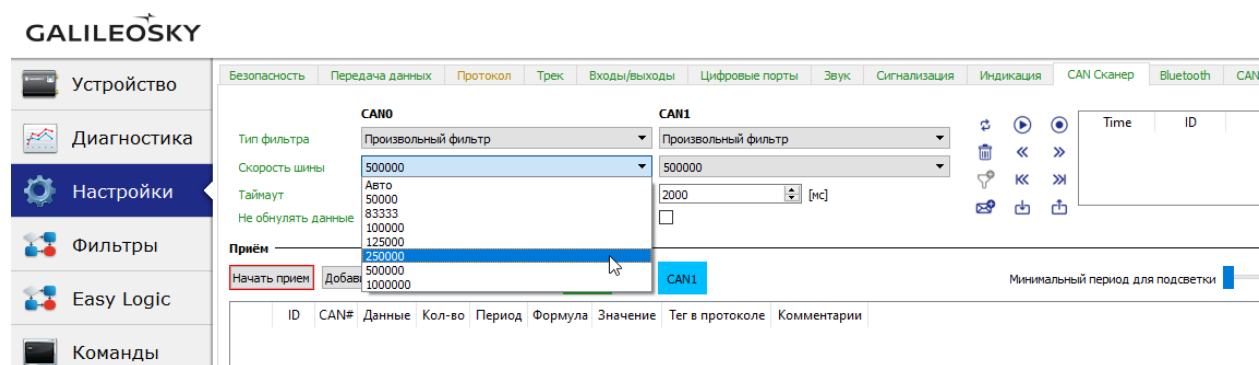 GALILEOSKY
Устройство
Диагностика
Настройки
Фильтры
Easy Logic
Команды
Безопасность Передача данных Протокол Трек Входы/выходы Цифровые порты Звук Сигнализация Индикация CAN Сканер Bluetooth CAN
CAN0 CAN1
Тип фильтра Произвольный фильтр Произвольный фильтр
Скорость шины 500000 500000
Авто
50000
83333
100000
125000
250000
500000
1000000
Таймаут 2000 [мс]
Не обнулять данные
Time ID
Приём
Начать прием CAN1 Минимальный период для подсветки
ID CAN# Данные Кол-во Период Формула Значение Тег в протоколе Комментарии